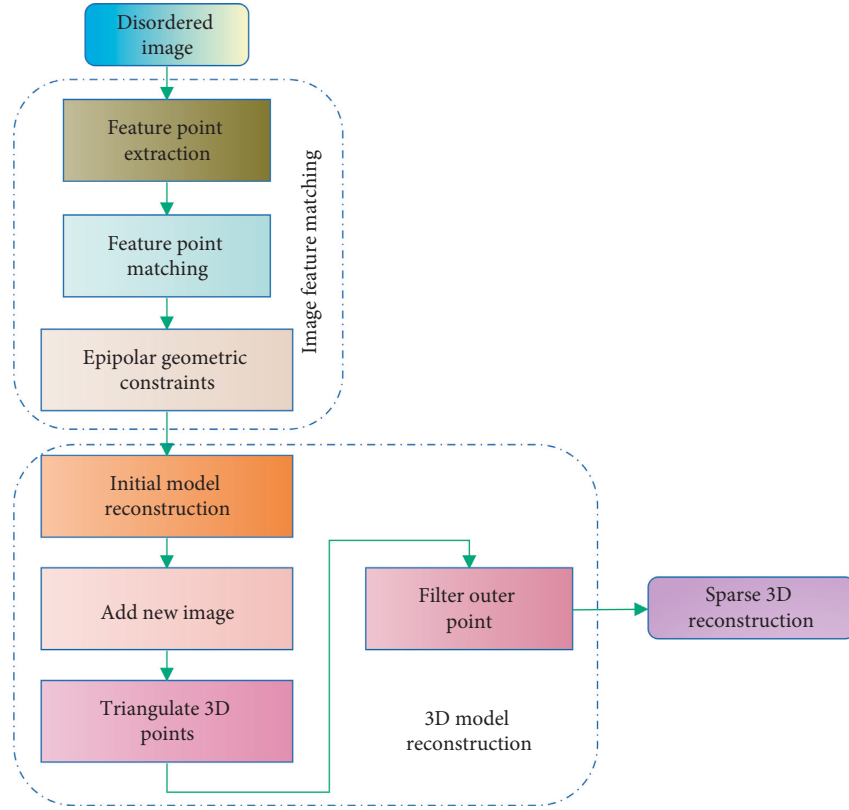 Disordered
image
Feature point
extraction
Feature point
matching
Epipolar geometric
constraints
Image feature matching
Initial model
reconstruction
Add new image
Triangulate 3D
points
Filter outer
point
3D model
reconstruction
Sparse 3D
reconstruction